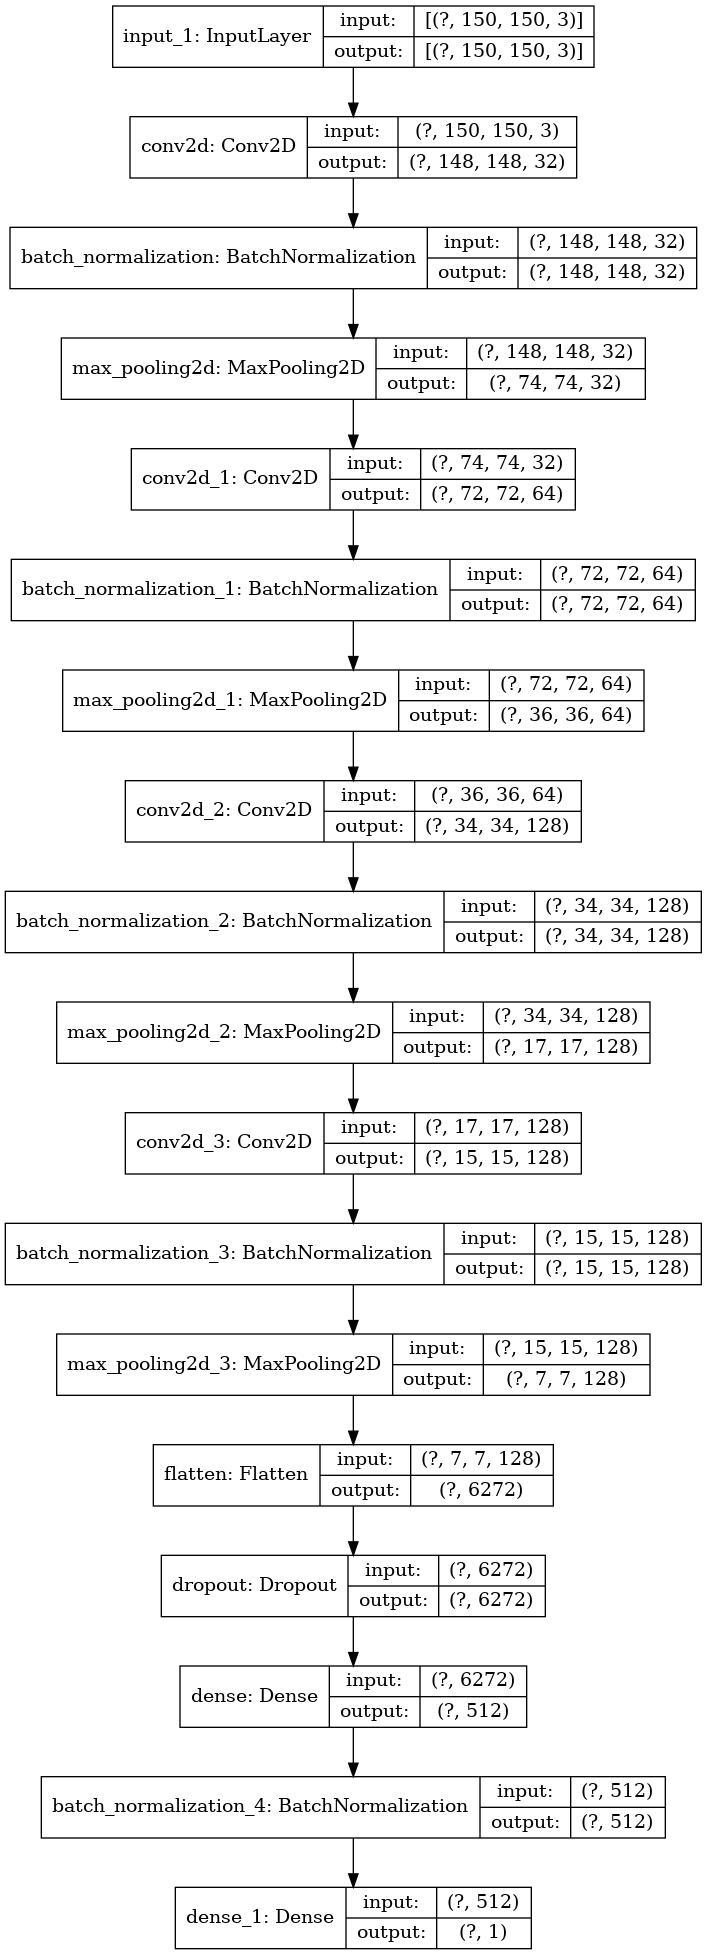 input_1: InputLayer
input: [(?, 150, 150, 3)]
output: [(?, 150, 150, 3)]
conv2d: Conv2D
input: (?, 150, 150, 3)
output: (?, 148, 148, 32)
batch_normalization: BatchNormalization
input: (?, 148, 148, 32)
output: (?, 148, 148, 32)
max_pooling2d: MaxPooling2D
input: (?, 148, 148, 32)
output: (?, 74, 74, 32)
conv2d_1: Conv2D
input: (?, 74, 74, 32)
output: (?, 72, 72, 64)
batch_normalization_1: BatchNormalization
input: (?, 72, 72, 64)
output: (?, 72, 72, 64)
max_pooling2d_1: MaxPooling2D
input: (?, 72, 72, 64)
output: (?, 36, 36, 64)
conv2d_2: Conv2D
input: (?, 36, 36, 64)
output: (?, 34, 34, 128)
batch_normalization_2: BatchNormalization
input: (?, 34, 34, 128)
output: (?, 34, 34, 128)
max_pooling2d_2: MaxPooling2D
input: (?, 34, 34, 128)
output: (?, 17, 17, 128)
conv2d_3: Conv2D
input: (?, 17, 17, 128)
output: (?, 15, 15, 128)
batch_normalization_3: BatchNormalization
input: (?, 15, 15, 128)
output: (?, 15, 15, 128)
max_pooling2d_3: MaxPooling2D
input: (?, 15, 15, 128)
output: (?, 7, 7, 128)
flatten: Flatten
input: (?, 7, 7, 128)
output: (?, 6272)
dropout: Dropout
input: (?, 6272)
output: (?, 6272)
dense: Dense
input: (?, 6272)
output: (?, 512)
batch_normalization_4: BatchNormalization
input: (?, 512)
output: (?, 512)
dense_1: Dense
input: (?, 512)
output: (?, 1)